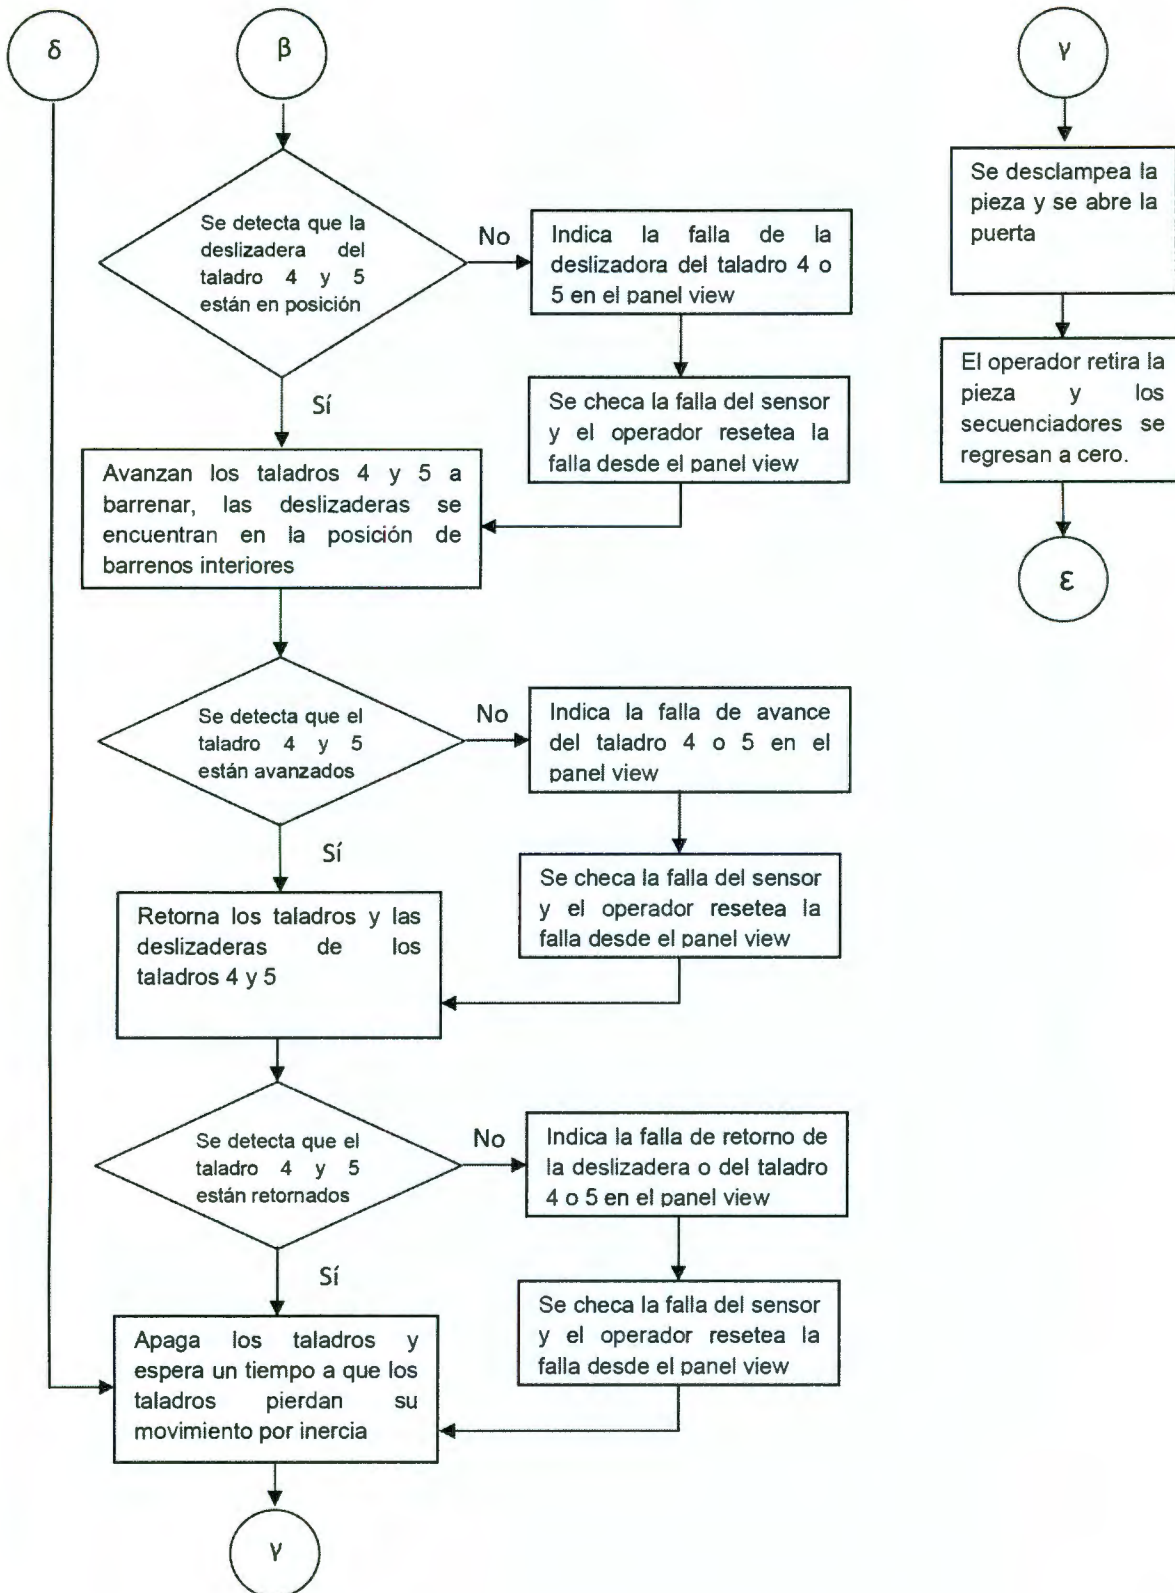 δ
β
Se detecta que la
deslizadera del
taladro 4 y 5
están en posición
No
Indica la falla de la
deslizadora del taladro 4 o
5 en el panel view
Sí
Se checa la falla del sensor
y el operador resetea la
falla desde el panel view
Avanzan los taladros 4 y 5 a
barrenar, las deslizaderas se
encuentran en la posición de
barrenos interiores
Se detecta que el
taladro 4 y 5
están avanzados
No
Indica la falla de avance
del taladro 4 o 5 en el
panel view
Sí
Se checa la falla del sensor
y el operador resetea la
falla desde el panel view
Retorna los taladros y las
deslizaderas de los
taladros 4 y 5
Se detecta que el
taladro 4 y 5
están retornados
No
Indica la falla de retorno de
la deslizadera o del taladro
4 o 5 en el panel view
Sí
Se checa la falla del sensor
y el operador resetea la
falla desde el panel view
Apaga los taladros y
espera un tiempo a que los
taladros pierdan su
movimiento por inercia
γ
γ
Se desclampea la
pieza y se abre la
puerta
El operador retira la
pieza y los
secuenciadores se
regresan a cero.
ε